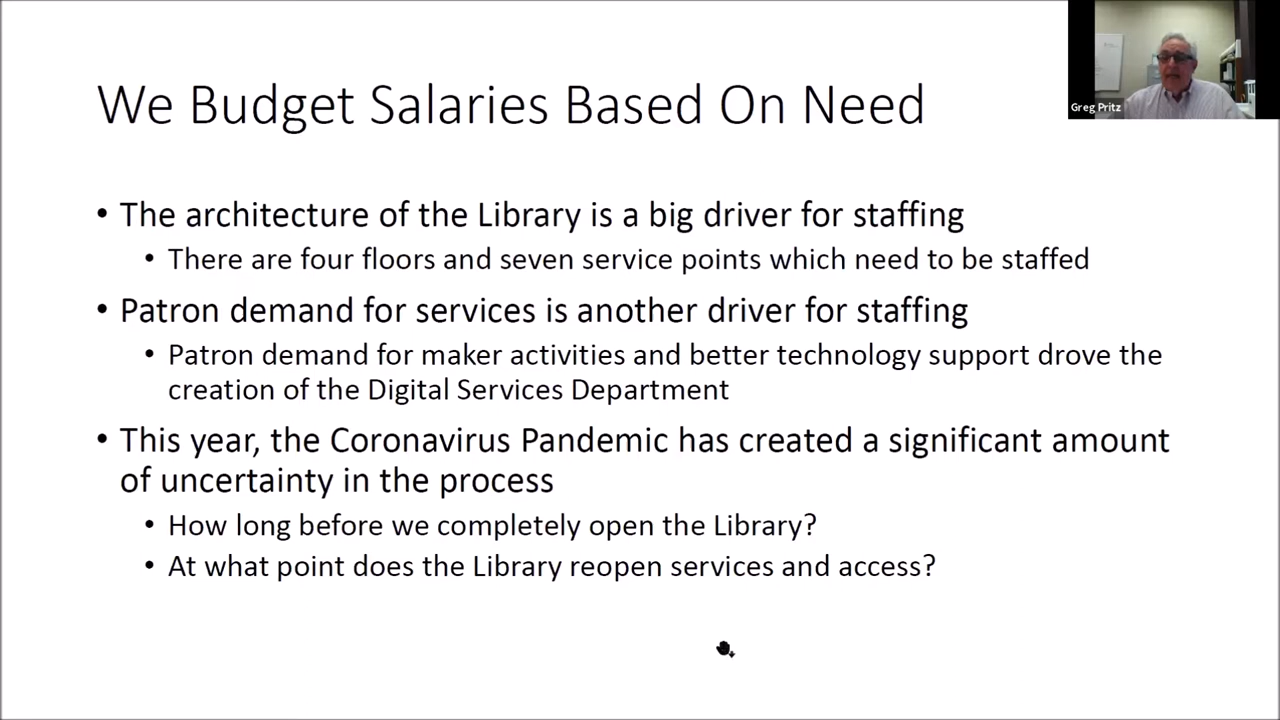 We Budget Salaries Based On Need
Greg Pritz
• The architecture of the Library is a big driver for staffing
• There are four floors and seven service points which need to be staffed
• Patron demand for services is another driver for staffing
• Patron demand for maker activities and better technology support drove the
creation of the Digital Services Department
• This year, the Coronavirus Pandemic has created a significant amount
of uncertainty in the process
• How long before we completely open the Library?
• At what point does the Library reopen services and access?